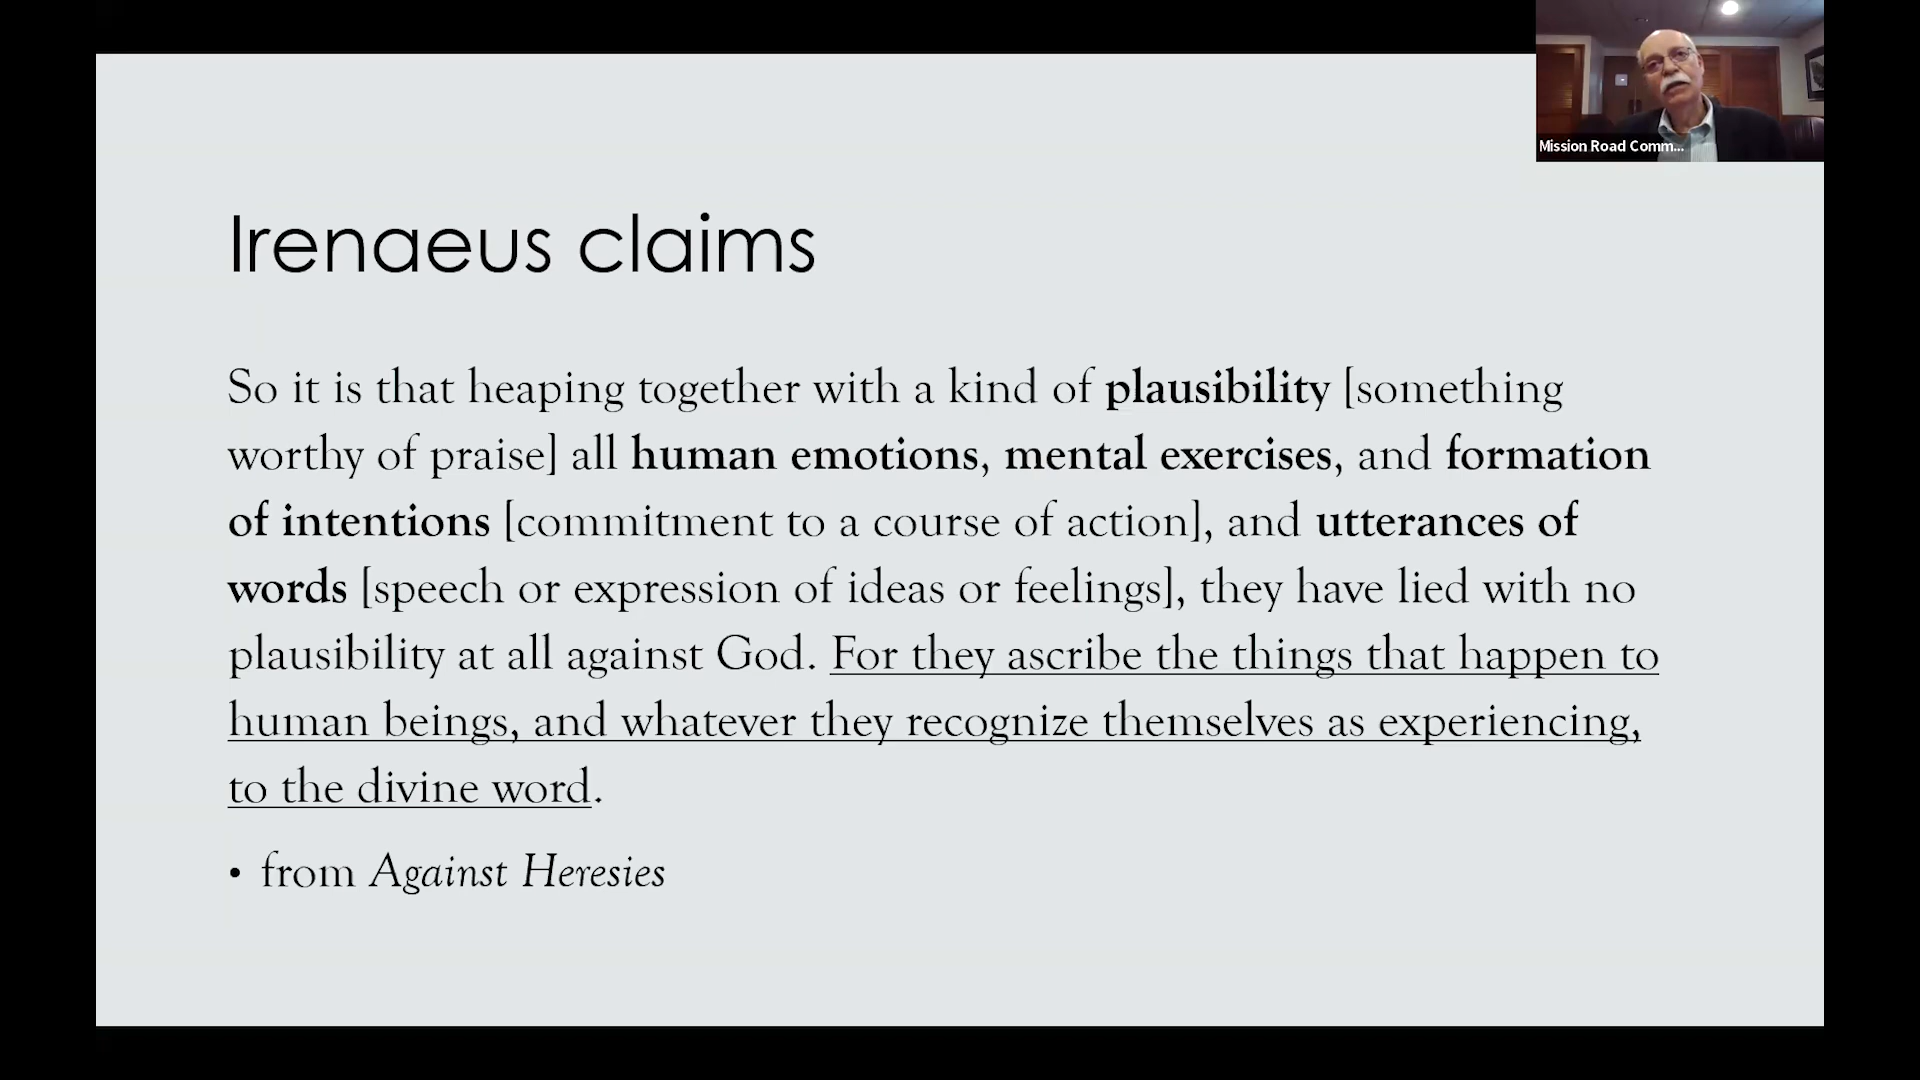 Mission Road Comm...
Irenaeus claims
So it is that heaping together with a kind of plausibility [something
worthy of praise] all human emotions, mental exercises, and formation
of intentions [commitment to a course of action], and utterances of
words [speech or expression of ideas or feelings], they have lied with no
plausibility at all against God. For they ascribe the things that happen to
human beings, and whatever they recognize themselves as experiencing,
to the divine word.
• from Against Heresies